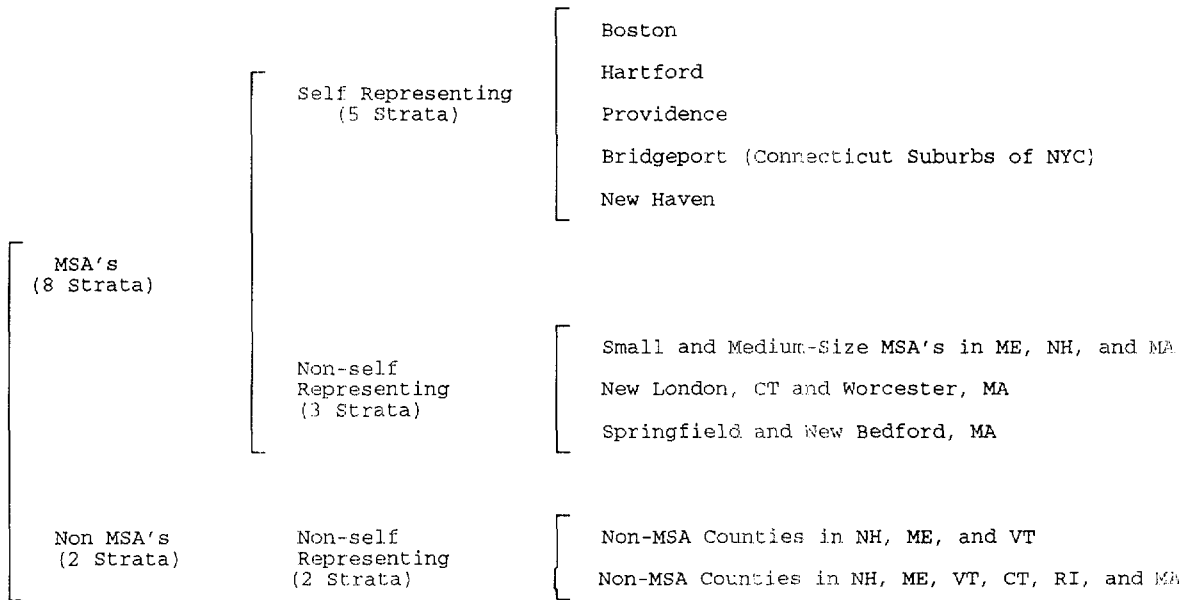 Boston
Hartford
Self Representing
(5 Strata)
Providence
Bridgeport (Connecticut Suburbs of NYC)
New Haven
MSA's
(8 Strata)
Small and Medium-Size MSA's in ME, NH, and MA
Non-self
Representing
(3 Strata)
New London, CT and Worcester, MA
Springfield and New Bedford, MA
Non MSA's
(2 Strata)
Non-self
Representing
(2 Strata)
Non-MSA Counties in NH, ME, and VT
Non-MSA Counties in NH, ME, VT, CT, RI, and MA